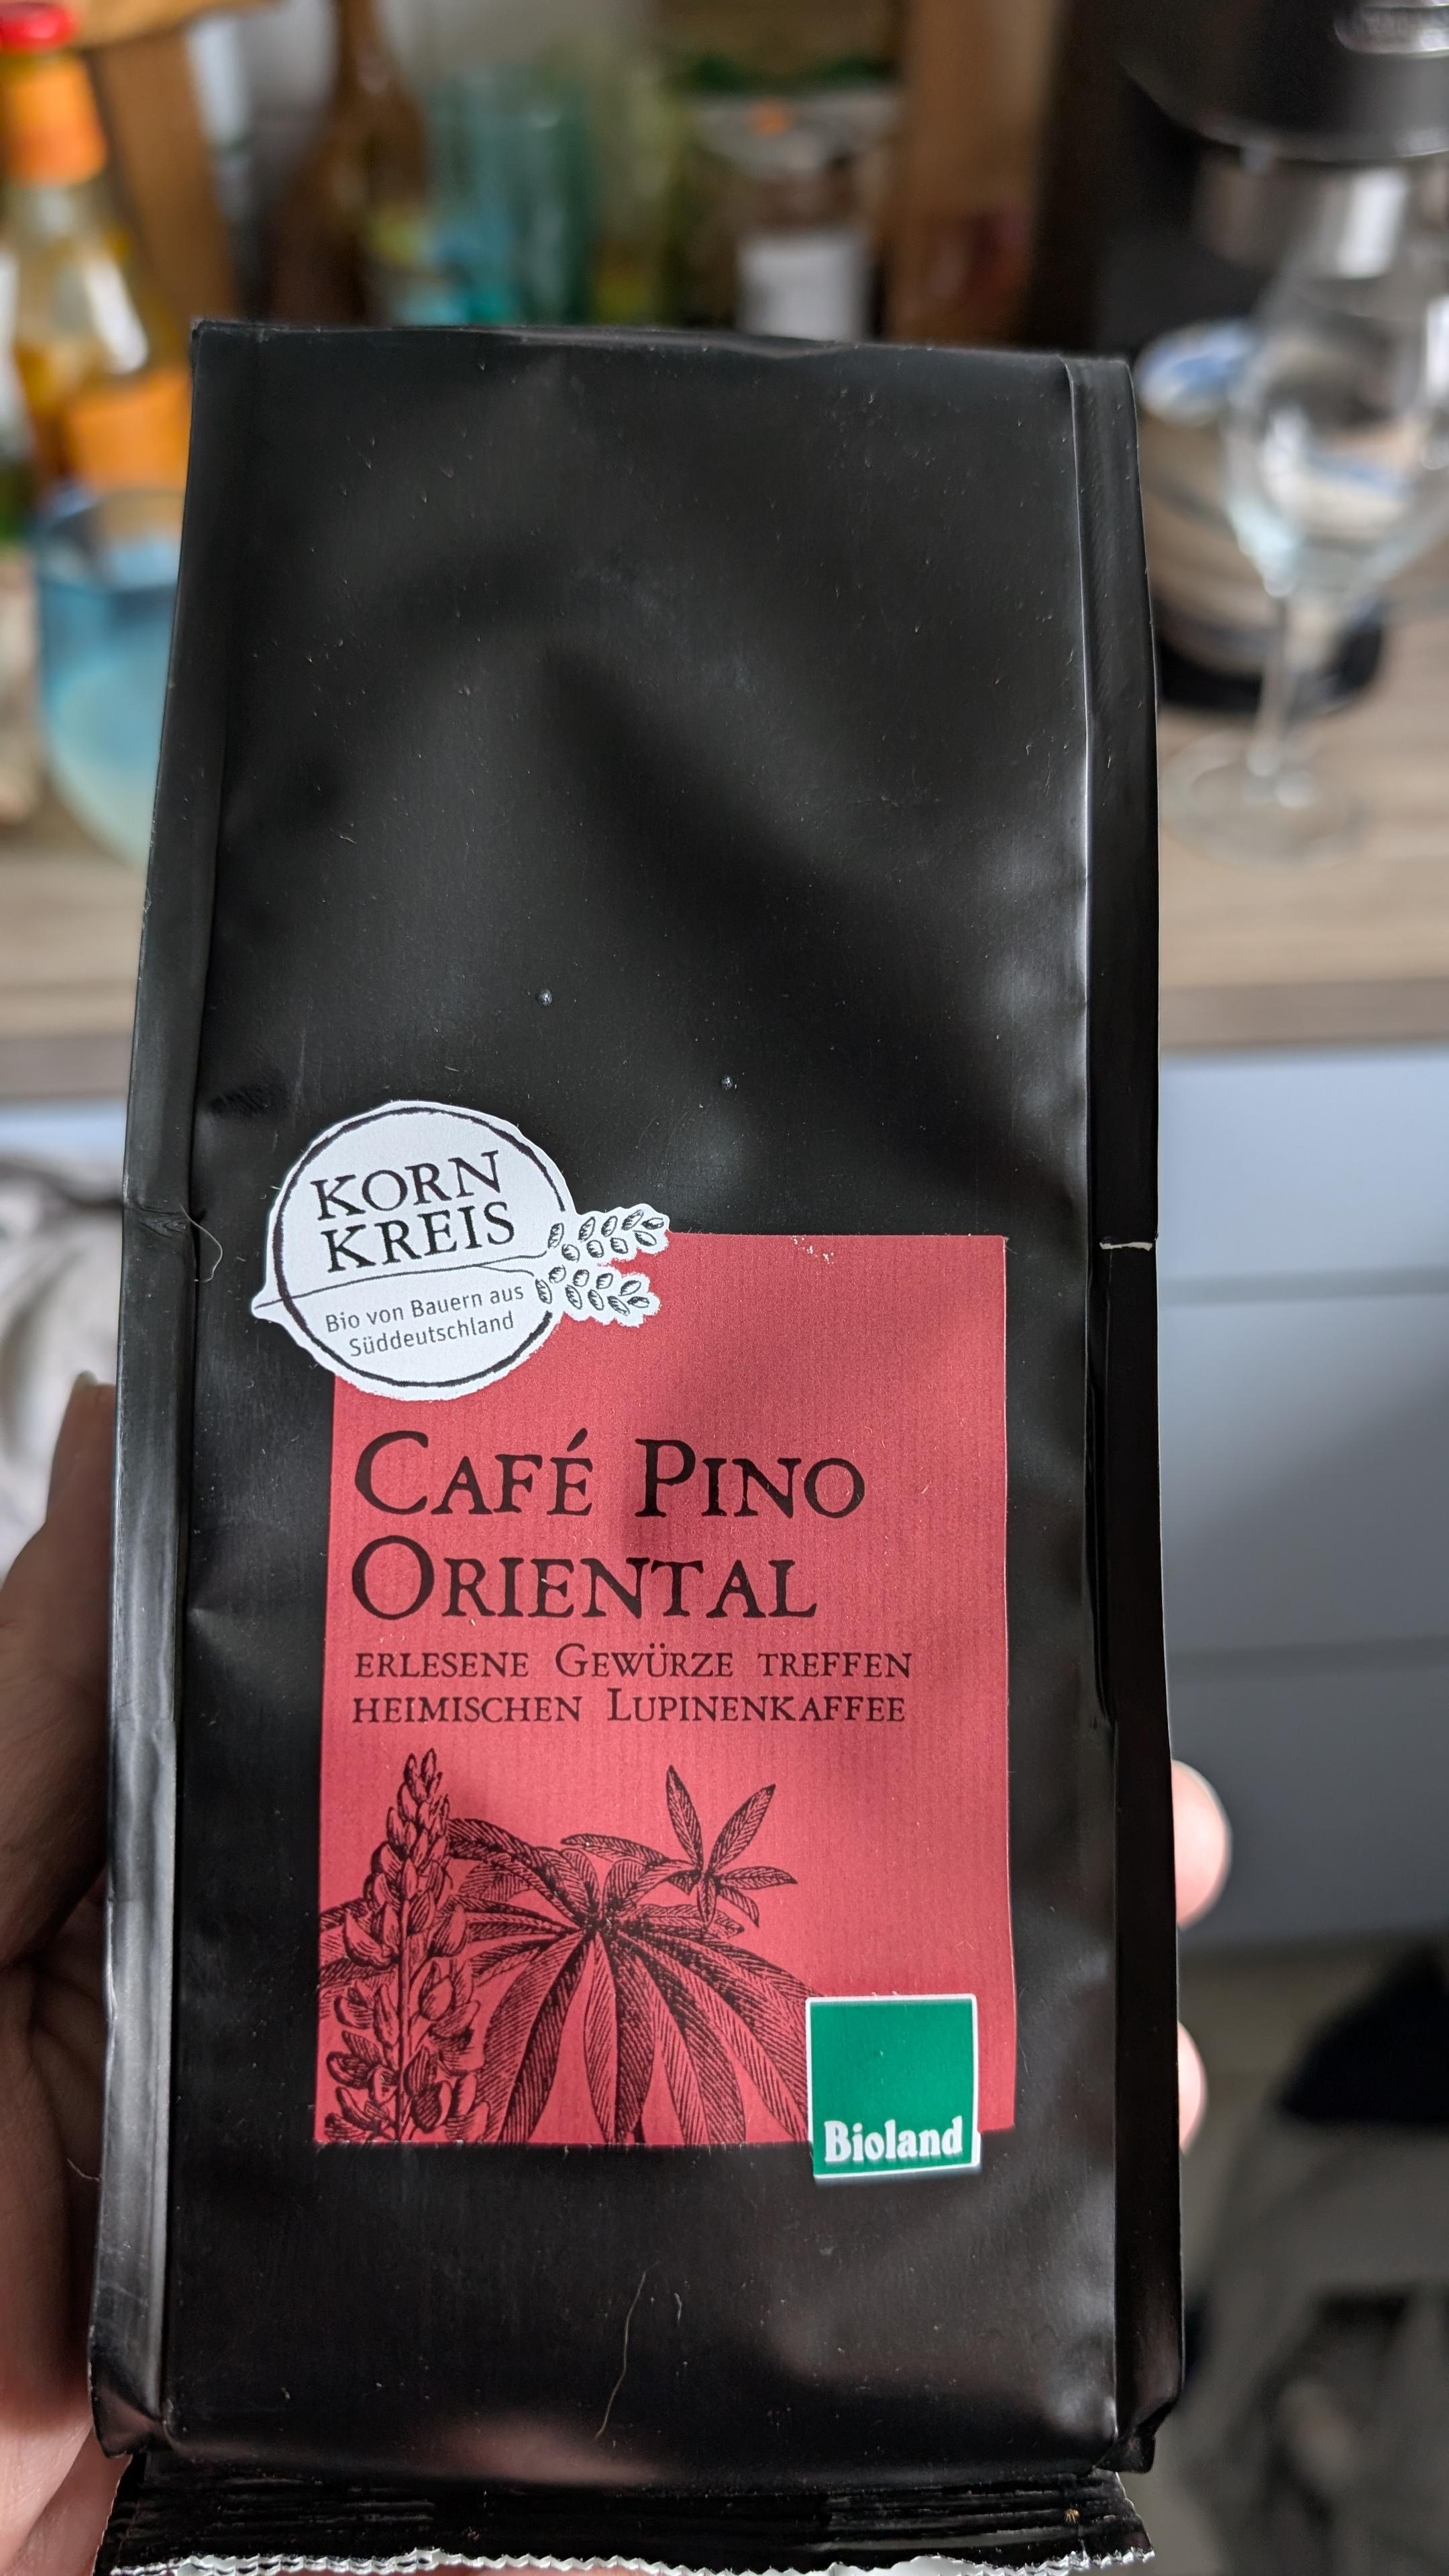 KORN
KREIS
Bio von Bauern aus
Süddeutschland
CAFÉ PINO
ORIENTAL
ERLESENE GEWÜRZE TREFFEN
HEIMISCHEN LUPINENKAFFEE
Bioland